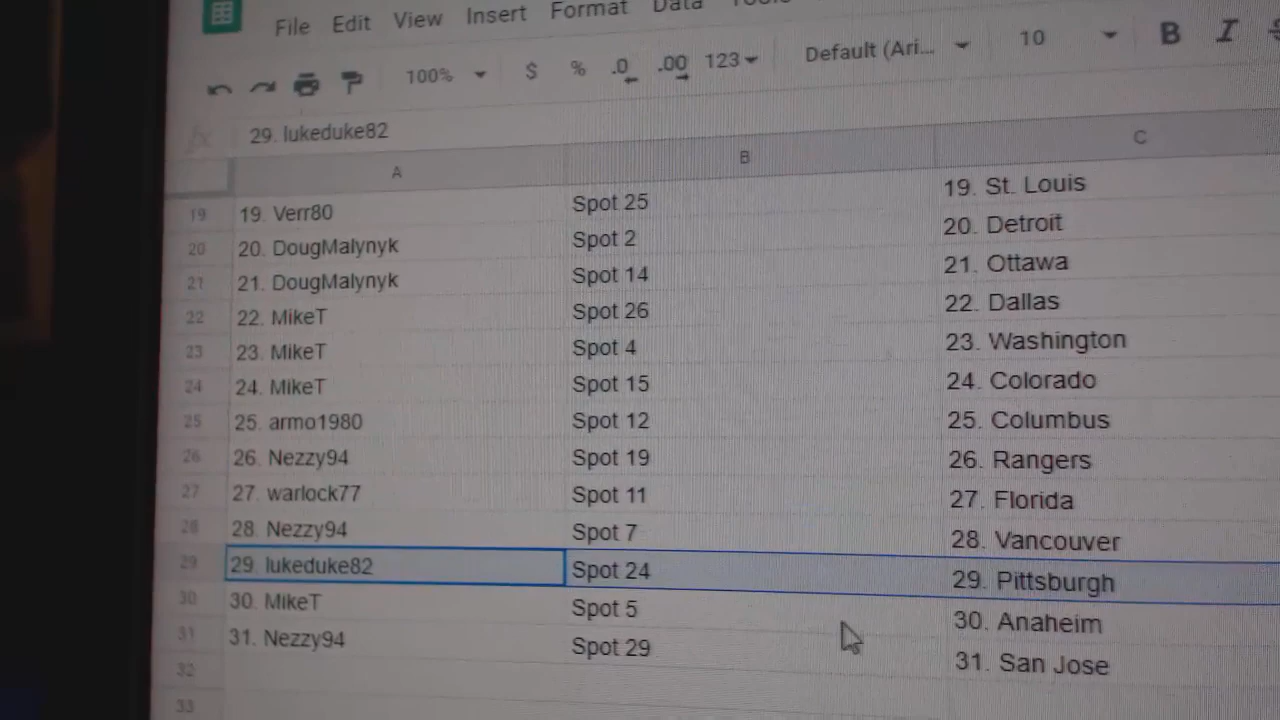 File Edit View Insert Format Data
100% $ % .0 .00 123 Default (Ari... 10 B I
fx 29. lukeduke82
A B C
19 19. Verr80 Spot 25 19. St. Louis
20 20. DougMalynyk Spot 2 20. Detroit
21 21. DougMalynyk Spot 14 21. Ottawa
22 22. MikeT Spot 26 22. Dallas
23 23. MikeT Spot 4 23. Washington
24 24. MikeT Spot 15 24. Colorado
25 25. armo1980 Spot 12 25. Columbus
26 26. Nezzy94 Spot 19 26. Rangers
27 27. warlock77 Spot 11 27. Florida
28 28. Nezzy94 Spot 7 28. Vancouver
29 29. lukeduke82 Spot 24 29. Pittsburgh
30 30. MikeT Spot 5 30. Anaheim
31 31. Nezzy94 Spot 29 31. San Jose
32
33